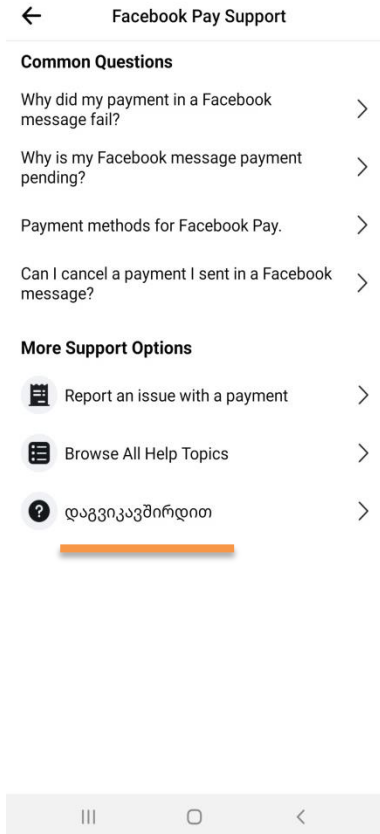 Facebook Pay Support
Common Questions
Why did my payment in a Facebook
message fail?
Why is my Facebook message payment
pending?
Payment methods for Facebook Pay.
Can I cancel a payment I sent in a Facebook
message?
More Support Options
Report an issue with a payment
Browse All Help Topics
დაგვიკავშირდით